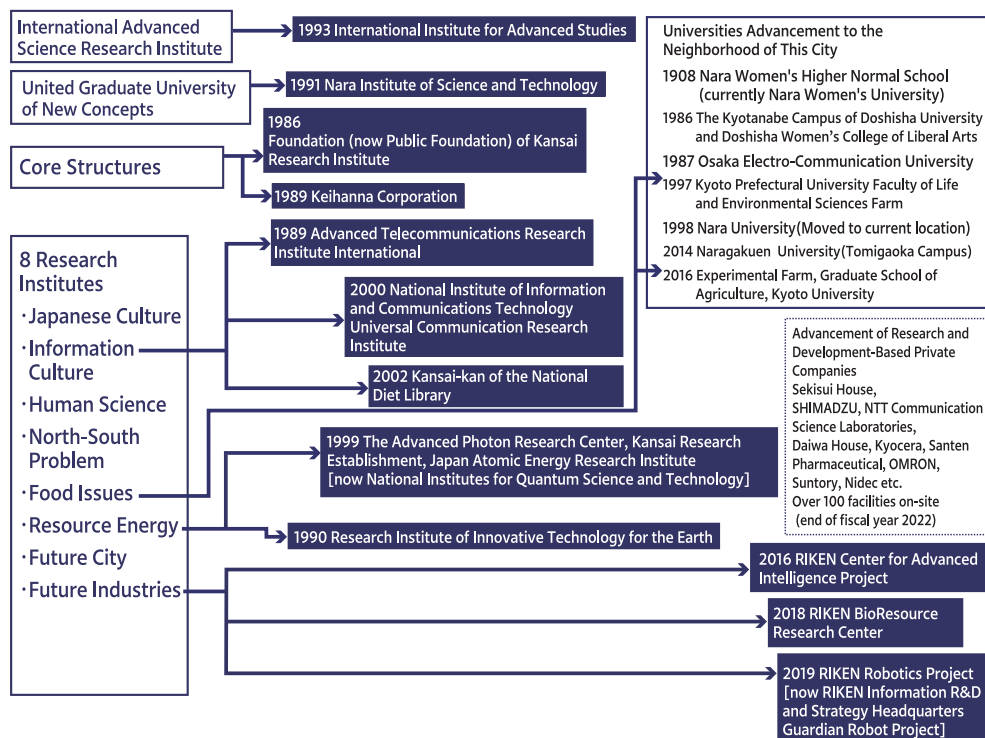 International Advanced
Science Research Institute
1993 International Institute for Advanced Studies
United Graduate University
of New Concepts
1991 Nara Institute of Science and Technology
Core Structures
1986
Foundation (now Public Foundation) of Kansai
Research Institute
1989 Keihanna Corporation
8 Research
Institutes
·Japanese Culture
·Information
Culture
·Human Science
·North-South
Problem
·Food Issues
·Resource Energy
·Future City
·Future Industries
1989 Advanced Telecommunications Research
Institute International
2000 National Institute of Information
and Communications Technology
Universal Communication Research
Institute
2002 Kansai-kan of the National
Diet Library
1999 The Advanced Photon Research Center, Kansai Research
Establishment, Japan Atomic Energy Research Institute
[now National Institutes for Quantum Science and Technology]
1990 Research Institute of Innovative Technology for the Earth
2016 RIKEN Center for Advanced
Intelligence Project
2018 RIKEN BioResource
Research Center
2019 RIKEN Robotics Project
[now RIKEN Information R&D
and Strategy Headquarters
Guardian Robot Project]
Universities Advancement to the
Neighborhood of This City
1908 Nara Women's Higher Normal School
(currently Nara Women's University)
1986 The Kyotanabe Campus of Doshisha University
and Doshisha Women's College of Liberal Arts
1987 Osaka Electro-Communication University
1997 Kyoto Prefectural University Faculty of Life
and Environmental Sciences Farm
1998 Nara University(Moved to current location)
2014 Naragakuen University(Tomigaoka Campus)
2016 Experimental Farm, Graduate School of
Agriculture, Kyoto University
Advancement of Research and
Development-Based Private
Companies
Sekisui House,
SHIMADZU, NTT Communication
Science Laboratories,
Daiwa House, Kyocera, Santen
Pharmaceutical, OMRON,
Suntory, Nidec etc.
Over 100 facilities on-site
(end of fiscal year 2022)